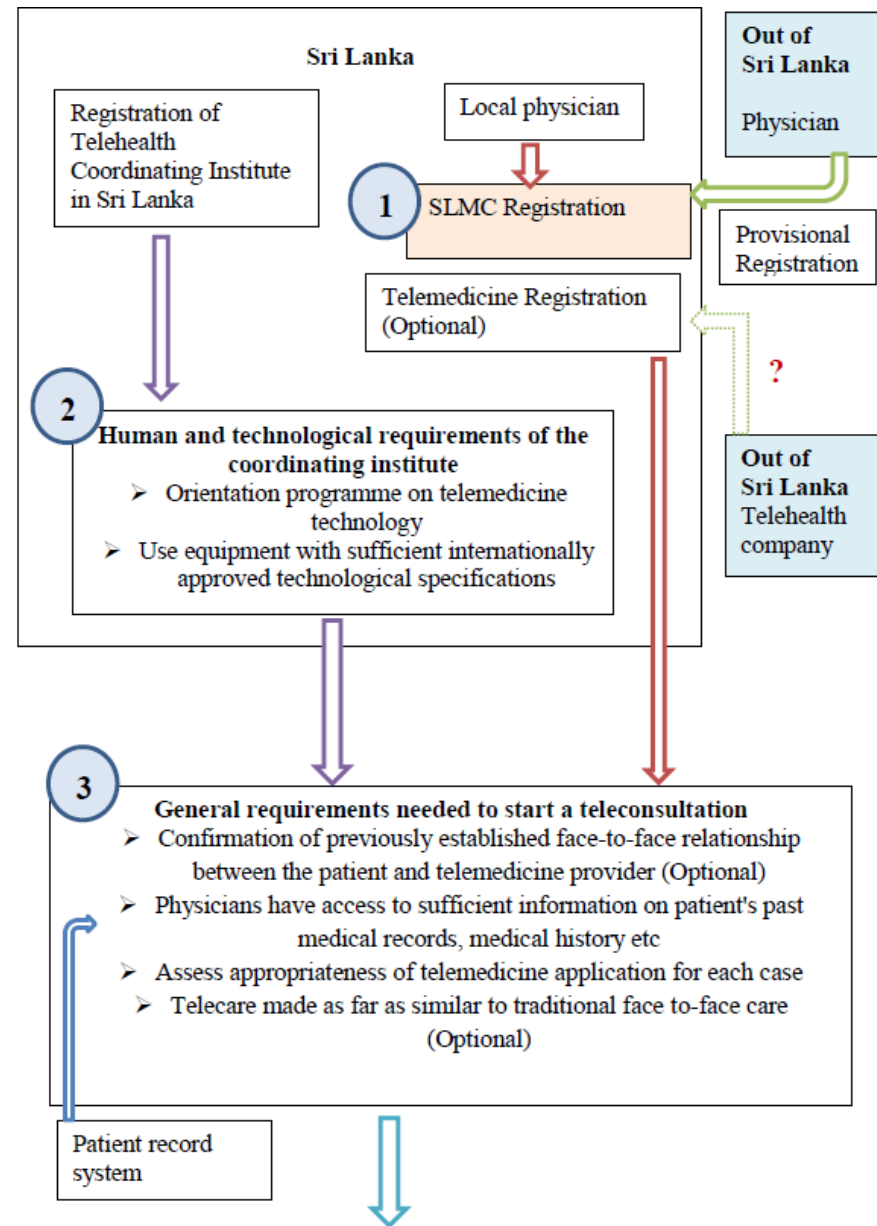 Sri Lanka
Registration of
Telehealth
Coordinating Institute
in Sri Lanka
Local physician
Out of
Sri Lanka
Physician
1
SLMC Registration
Provisional
Registration
Telemedicine Registration
(Optional)
?
Out of
Sri Lanka
Telehealth
company
2
Human and technological requirements of the
coordinating institute
➢ Orientation programme on telemedicine
technology
➢ Use equipment with sufficient internationally
approved technological specifications
3
General requirements needed to start a teleconsultation
➢ Confirmation of previously established face-to-face relationship
between the patient and telemedicine provider (Optional)
➢ Physicians have access to sufficient information on patient's past
medical records, medical history etc
➢ Assess appropriateness of telemedicine application for each case
➢ Telecare made as far as similar to traditional face to-face care
(Optional)
Patient record
system